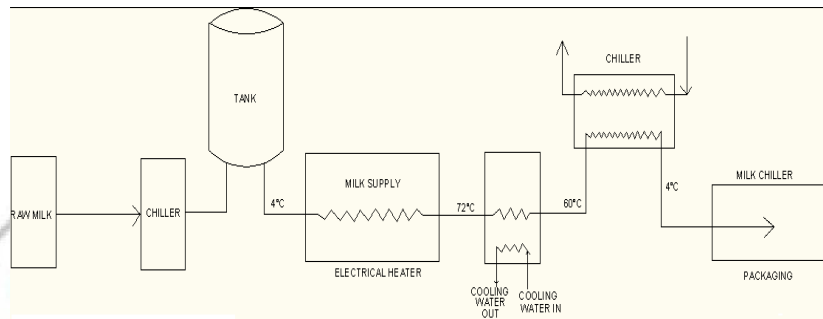 RAW MILK
CHILLER
TANK
4°C
MILK SUPPLY
ELECTRICAL HEATER
72°C
COOLING
WATER
OUT
COOLING
WATER IN
60°C
CHILLER
4°C
MILK CHILLER
PACKAGING